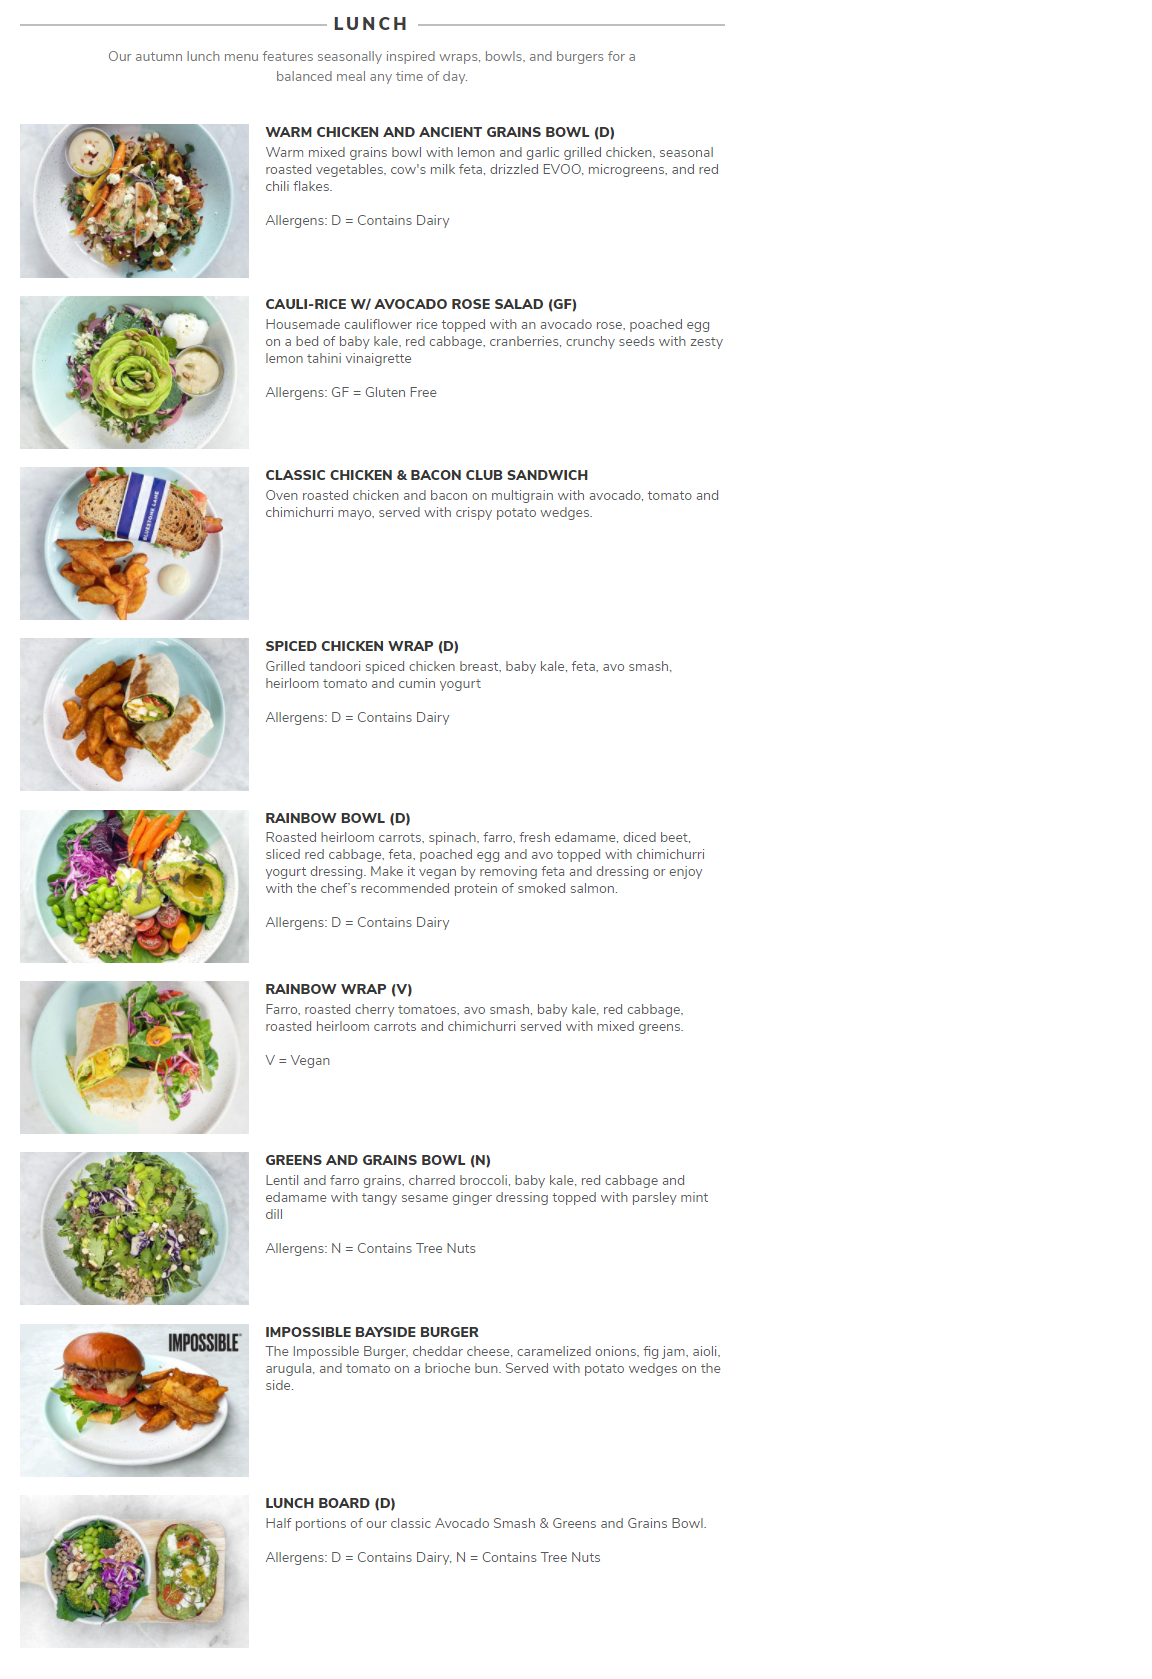 LUNCH
Our autumn lunch menu features seasonally inspired wraps, bowls, and burgers for a
balanced meal any time of day.
WARM CHICKEN AND ANCIENT GRAINS BOWL (D)
Warm mixed grains bowl with lemon and garlic grilled chicken, seasonal
roasted vegetables, cow's milk feta, drizzled EVOO, microgreens, and red
chili flakes.
Allergens: D = Contains Dairy
CAULI-RICE W/ AVOCADO ROSE SALAD (GF)
Housemade cauliflower rice topped with an avocado rose, poached egg
on a bed of baby kale, red cabbage, cranberries, crunchy seeds with zesty
lemon tahini vinaigrette
Allergens: GF = Gluten Free
BLUESTONE LANE
CLASSIC CHICKEN & BACON CLUB SANDWICH
Oven roasted chicken and bacon on multigrain with avocado, tomato and
chimichurri mayo, served with crispy potato wedges.
SPICED CHICKEN WRAP (D)
Grilled tandoori spiced chicken breast, baby kale, feta, avo smash,
heirloom tomato and cumin yogurt
Allergens: D = Contains Dairy
RAINBOW BOWL (D)
Roasted heirloom carrots, spinach, farro, fresh edamame, diced beet,
sliced red cabbage, feta, poached egg and avo topped with chimichurri
yogurt dressing. Make it vegan by removing feta and dressing or enjoy
with the chef's recommended protein of smoked salmon.
Allergens: D = Contains Dairy
RAINBOW WRAP (V)
Farro, roasted cherry tomatoes, avo smash, baby kale, red cabbage,
roasted heirloom carrots and chimichurri served with mixed greens.
V = Vegan
GREENS AND GRAINS BOWL (N)
Lentil and farro grains, charred broccoli, baby kale, red cabbage and
edamame with tangy sesame ginger dressing topped with parsley mint
dill
Allergens: N = Contains Tree Nuts
IMPOSSIBLE
IMPOSSIBLE BAYSIDE BURGER
The Impossible Burger, cheddar cheese, caramelized onions, fig jam, aioli,
arugula, and tomato on a brioche bun. Served with potato wedges on the
side.
LUNCH BOARD (D)
Half portions of our classic Avocado Smash & Greens and Grains Bowl.
Allergens: D = Contains Dairy, N = Contains Tree Nuts